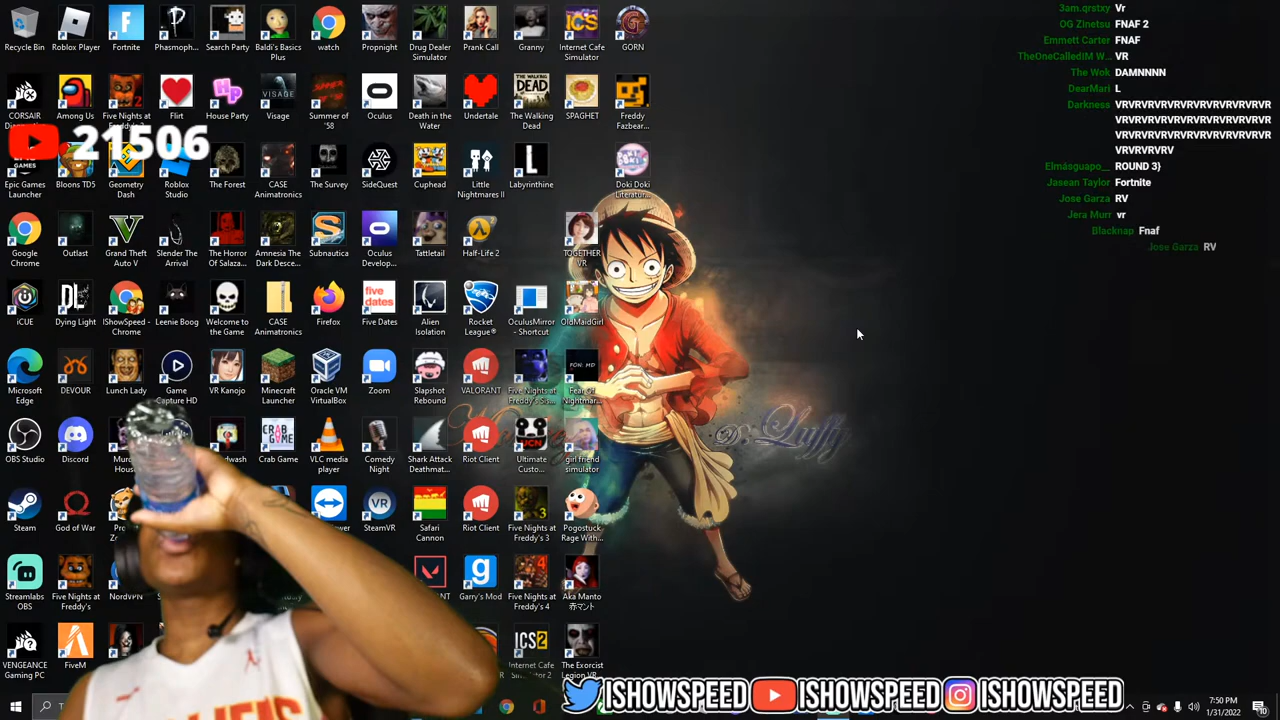 Recycle Bin
Roblox Player
Fortnite
Phasmoph...
Search Party
Baldi's Basics
Plus
watch
Propnight
Drug Dealer
Simulator
Prank Call
Granny
Internet Cafe
Simulator
GORN
CORSAIR
Among Us
Five Nights at
Flirt
House Party
Visage
Summer of
'58
Oculus
Death in the
Water
Undertale
The Walking
Dead
SPAGHET
Freddy
Fazbear...
21506
Epic Games
Launcher
Bloons TD5
Geometry
Dash
Roblox
Studio
The Forest
CASE
Animatronics
The Survey
SideQuest
Cuphead
Little
Nightmares II
Labyrinthine
Doki Doki
Literatur...
Google
Chrome
Outlast
Grand Theft
Auto V
Slender The
Arrival
The Horror
Of Salaza...
Amnesia The
Dark Desce...
Subnautica
Oculus
Develop...
Tattletail
Half-Life 2
TOGETHER
VR
iCUE
Dying Light
IShowSpeed -
Chrome
Leenie Boog
Welcome to
the Game
CASE
Animatronics
Firefox
Five Dates
Alien
Isolation
Rocket
League®
OculusMirror
- Shortcut
OldMaidGirl
Microsoft
Edge
DEVOUR
Lunch Lady
Game
Capture HD
VR Kanojo
Minecraft
Launcher
Oracle VM
VirtualBox
Zoom
Slapshot
Rebound
VALORANT
Five Nights at
Freddy's Sis...
Fear Of
Nightmar...
OBS Studio
Discord
Crab Game
VLC media
player
Comedy
Night
Shark Attack
Deathmat...
Riot Client
Ultimate
Custo...
girl friend
simulator
Steam
God of War
SteamVR
Safari
Cannon
Riot Client
Five Nights at
Freddy's 3
Pogostuck
Rage With...
Streamlabs
OBS
Five Nights at
Freddy's
NordVPN
Garry's Mod
Five Nights at
Freddy's 4
Aka Manto
赤マント
VENGEANCE
Gaming PC
FiveM
Internet Cafe
Simulator 2
The Exorcist
Legion VR
3am.qrstxy Vr
OG Zinetsu FNAF 2
Emmett Carter FNAF
TheOneCalledIM W... VR
The Wok DAMNNNN
DearMari L
Darkness VRVRVRVRVRVRVRVRVRVRVRVR
VRVRVRVRVRVRVRVRVRVRVRVR
VRVRVRVRVRVRVRVRVRVRVRVR
VRVRVRVRV
Elmásguapo_ ROUND 3}
Jasean Taylor Fortnite
Jose Garza RV
Jera Murr vr
Blacknap Fnaf
Jose Garza RV
ISHOWSPEED ISHOWSPEED ISHOWSPEED
7:50 PM
1/31/2022